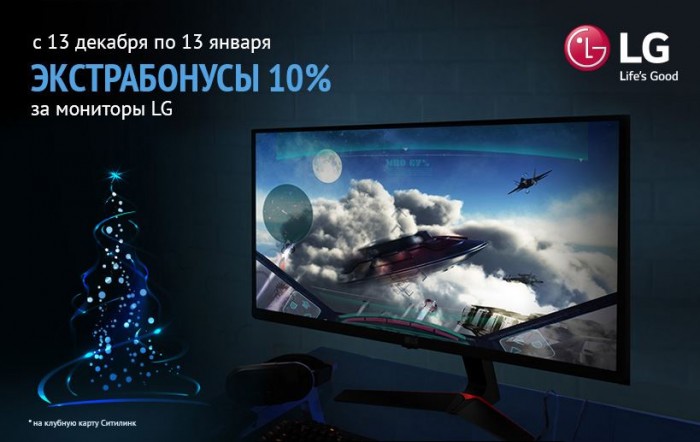 с 13 декабря по 13 января
ЭКСТРАБОНУСЫ 10%
за мониторы LG
LG
Life's Good
* на клубную карту Ситилинк